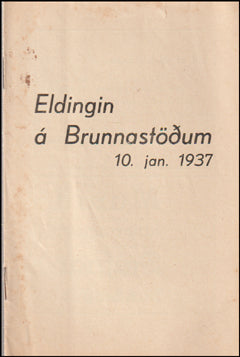 Eldingin
á Brunnastöðum
10. jan. 1937